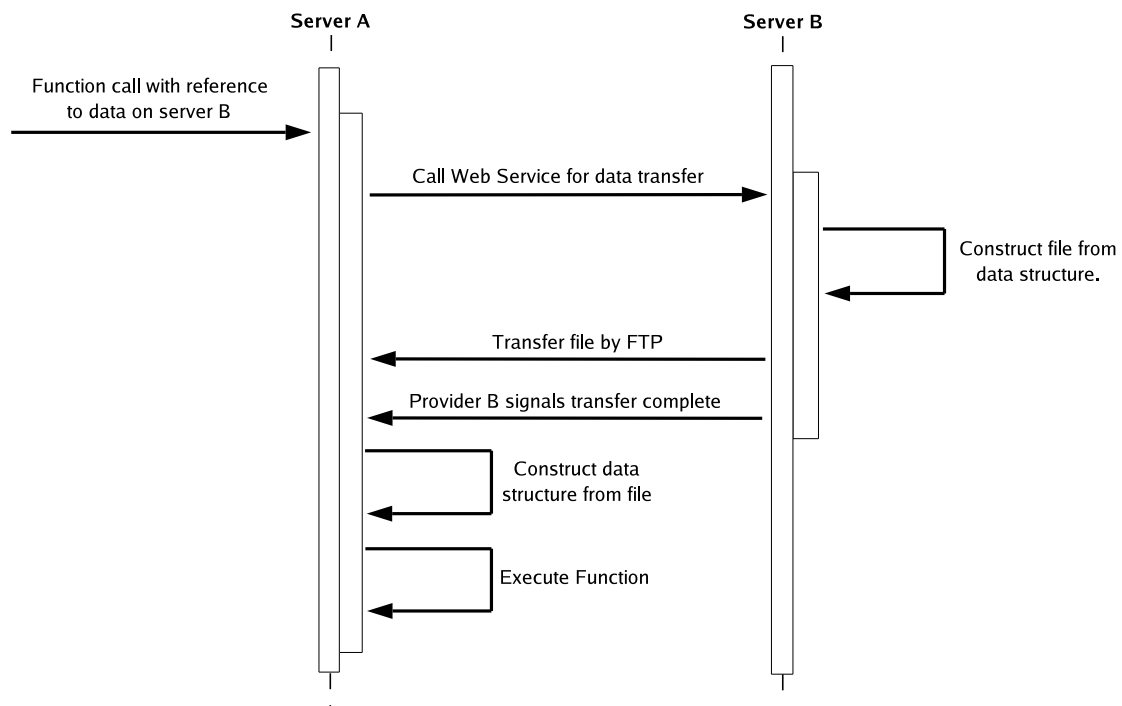 Server A
Server B
Function call with reference
to data on server B
Call Web Service for data transfer
Construct file from
data structure.
Transfer file by FTP
Provider B signals transfer complete
Construct data
structure from file
Execute Function